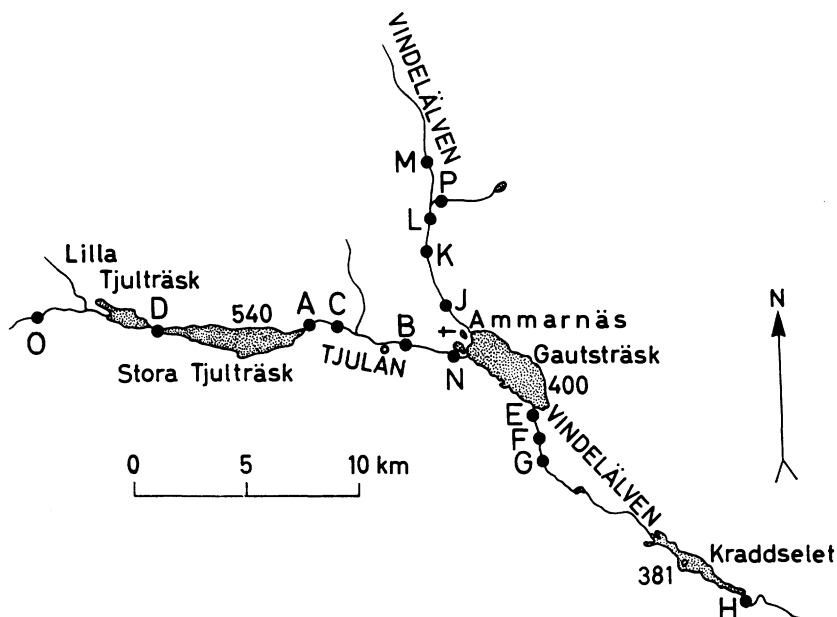 VINDELÄLVEN
M
P
L
K
Lilla
Tjulträsk
D
540
A
C
J
N
O
B
Ammarnäs
TJULÅN
Gautsträsk
Stora Tjulträsk
N
400
E
VINDELÄLVEN
F
G
0 5 10 km
Kraddselet
381
H